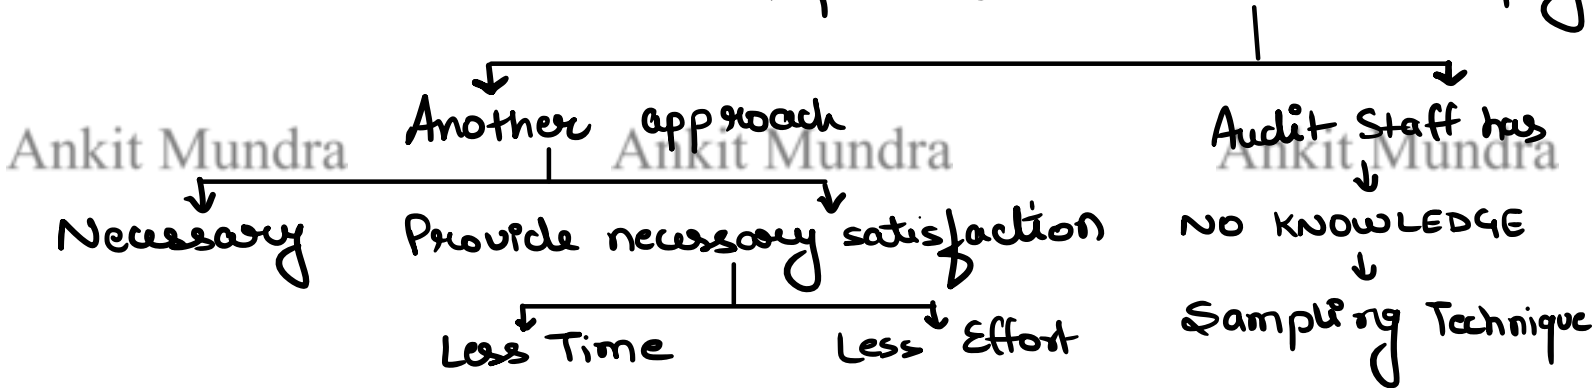 Another approach Audit Staff has
Ankit Mundra Ankit Mundra Ankit Mundra
Necessary Provide necessary satisfaction NO KNOWLEDGE
Less Time Less Effort Sampling Technique